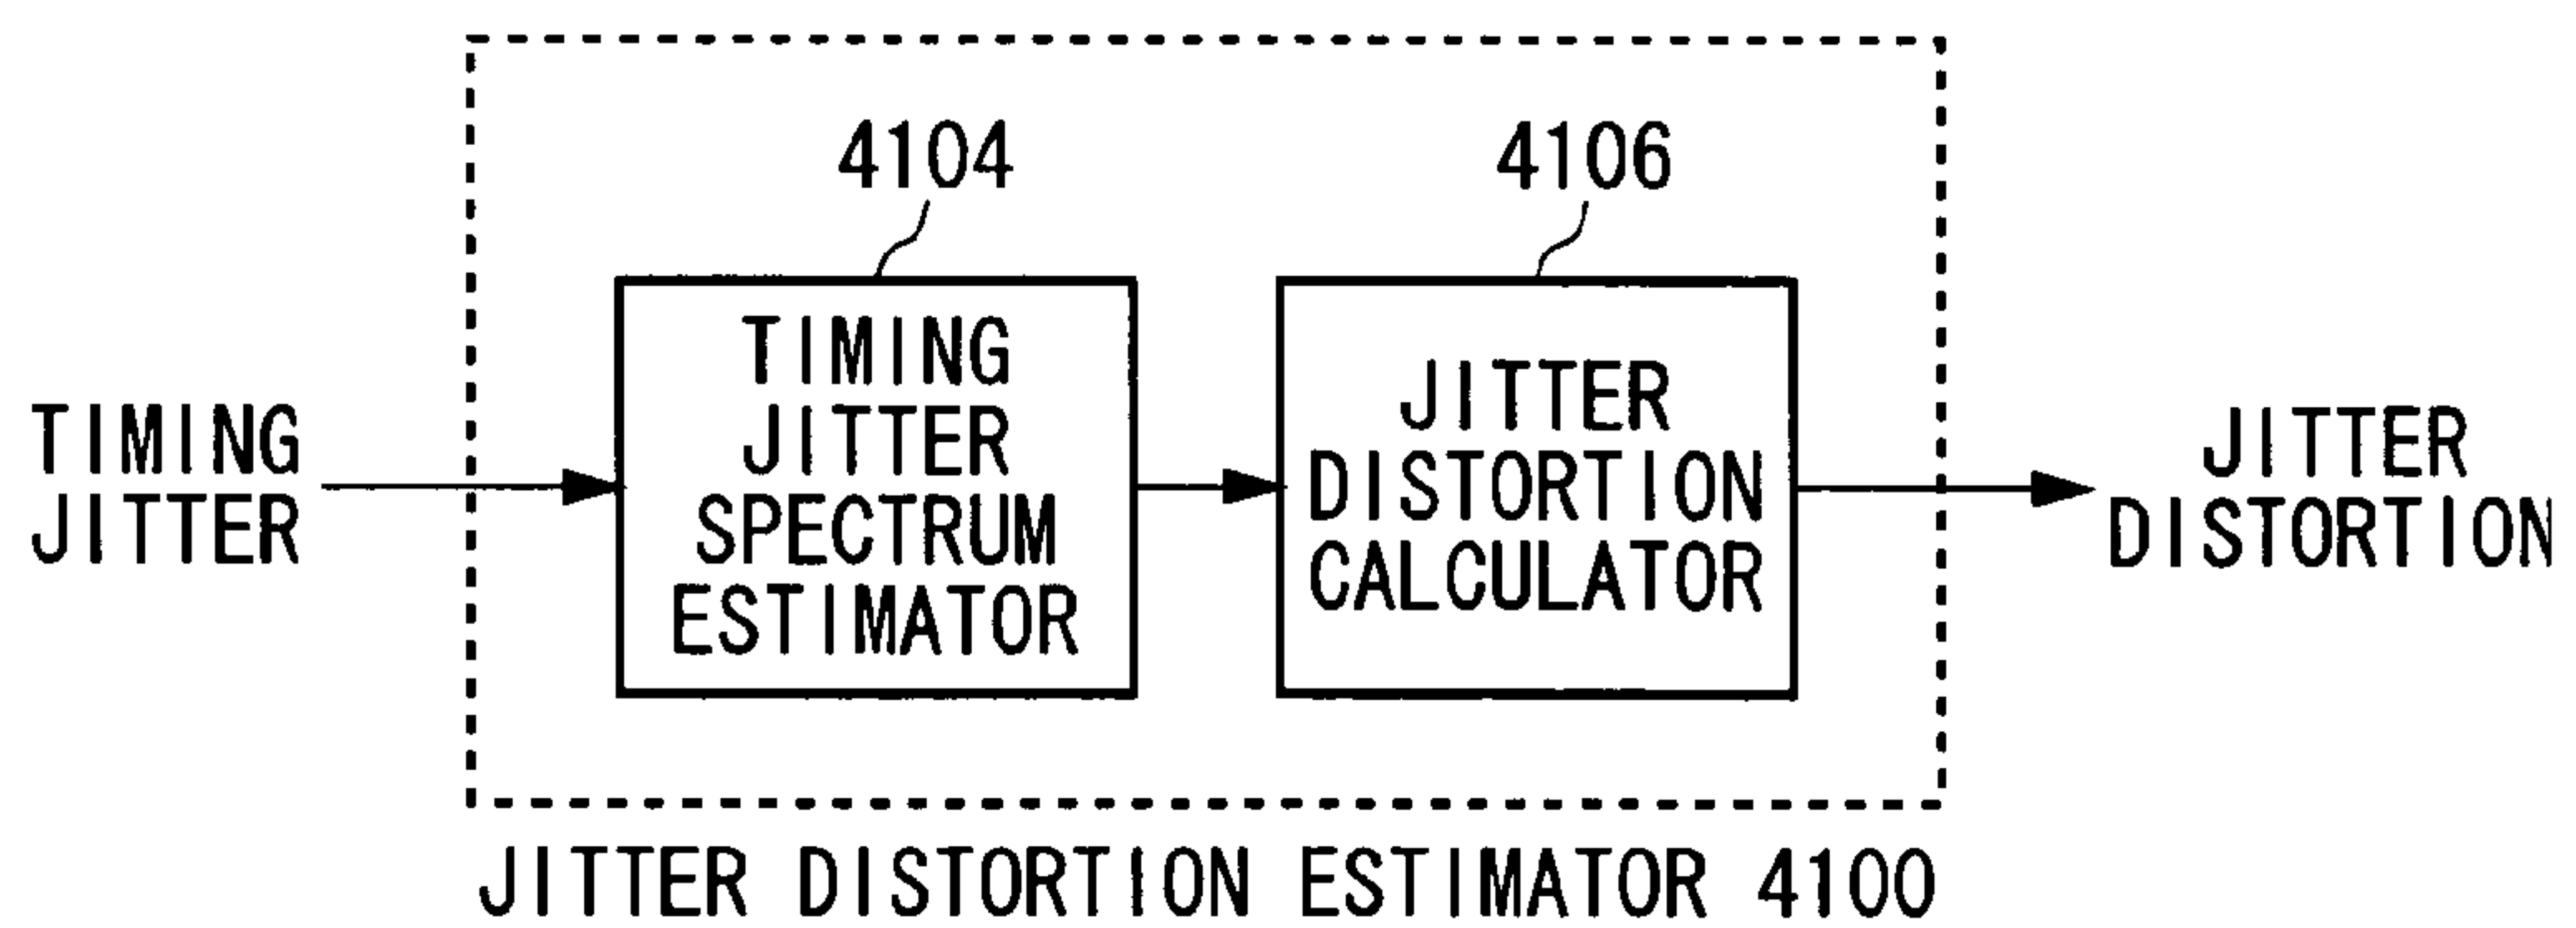 4104
4106
TIMING
JITTER
TIMING
JITTER
SPECTRUM
ESTIMATOR
JITTER
DISTORTION
CALCULATOR
JITTER
DISTORTION
JITTER DISTORTION ESTIMATOR 4100